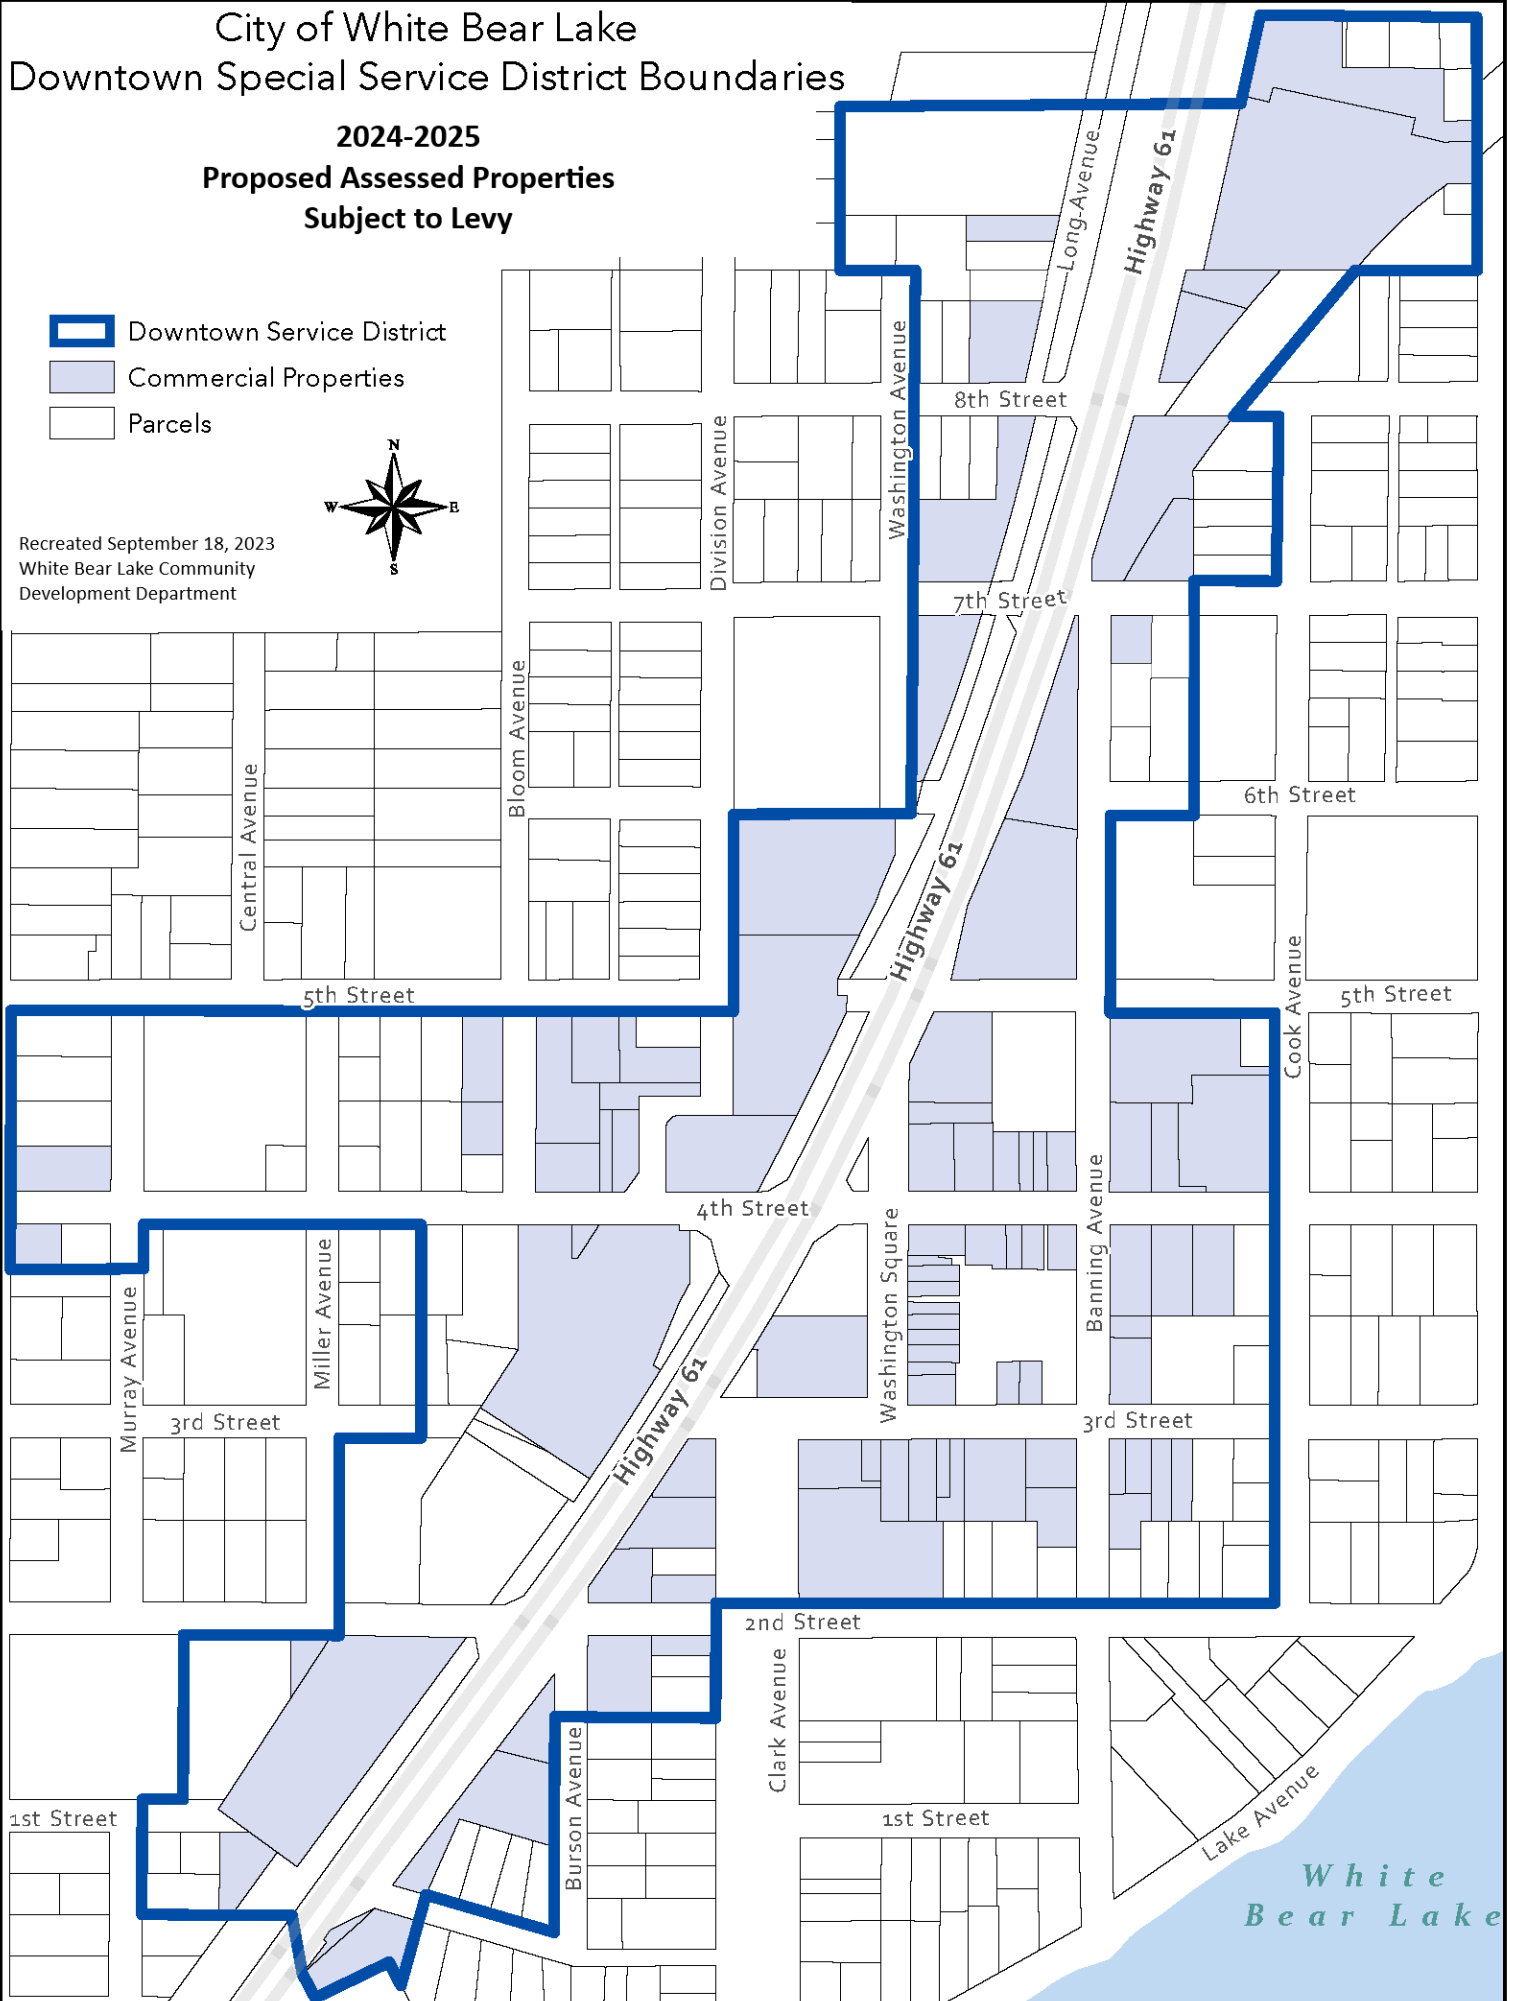 City of White Bear Lake
Downtown Special Service District Boundaries
2024-2025
Proposed Assessed Properties
Subject to Levy
Downtown Service District
Commercial Properties
Parcels
N
W
E
S
Recreated September 18, 2023
White Bear Lake Community
Development Department
Long Avenue
Highway 61
Washington Avenue
8th Street
Division Avenue
7th Street
Bloom Avenue
Central Avenue
6th Street
Highway 61
5th Street
Cook Avenue
5th Street
Banning Avenue
4th Street
Washington Square
Miller Avenue
Murray Avenue
Highway 61
3rd Street
3rd Street
2nd Street
Clark Avenue
Burson Avenue
1st Street
1st Street
Lake Avenue
White
Bear Lake